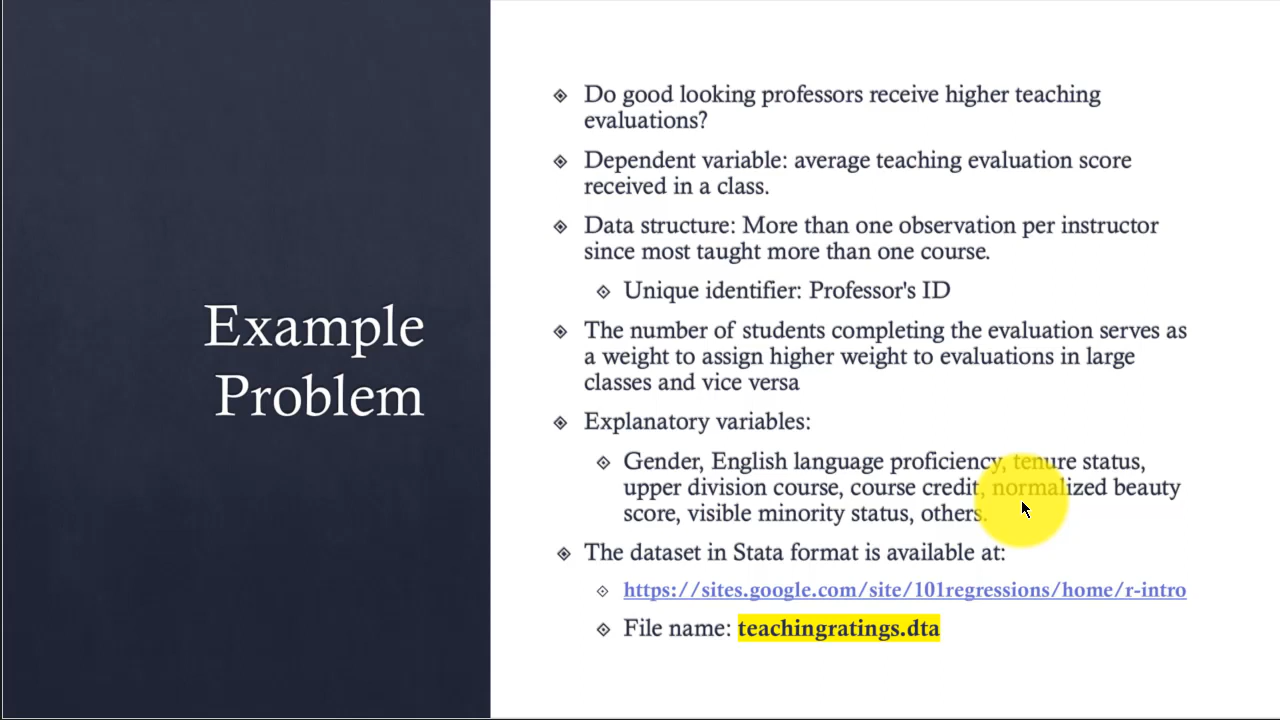 Example
Problem
Do good looking professors receive higher teaching
evaluations?
Dependent variable: average teaching evaluation score
received in a class.
Data structure: More than one observation per instructor
since most taught more than one course.
Unique identifier: Professor's ID
The number of students completing the evaluation serves as
a weight to assign higher weight to evaluations in large
classes and vice versa
Explanatory variables:
Gender, English language proficiency, tenure status,
upper division course, course credit, normalized beauty
score, visible minority status, others.
The dataset in Stata format is available at:
https://sites.google.com/site/101regressions/home/r-intro
File name: teachingratings.dta